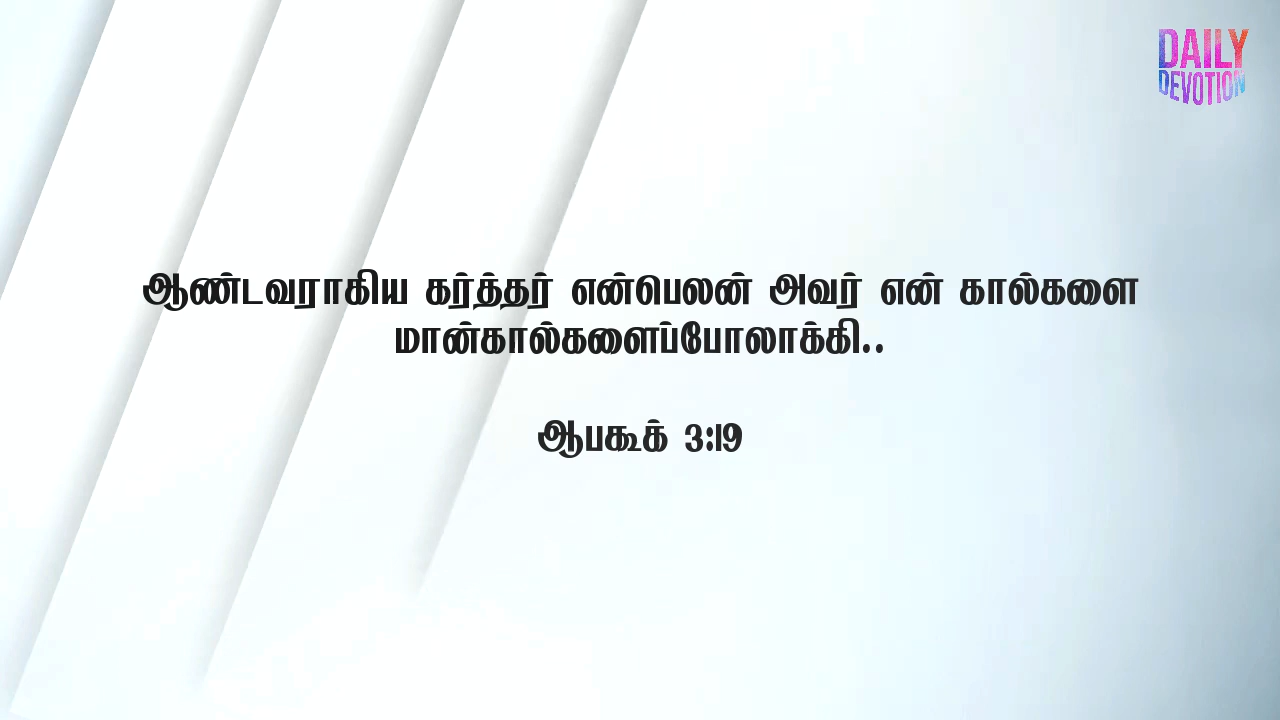 DAILY
DEVOTION
ஆண்டவராகிய கர்த்தர் என்பெலன் அவர் என் கால்களை
மான்கால்களைப்போலாக்கி..
ஆபகூக் 3:19